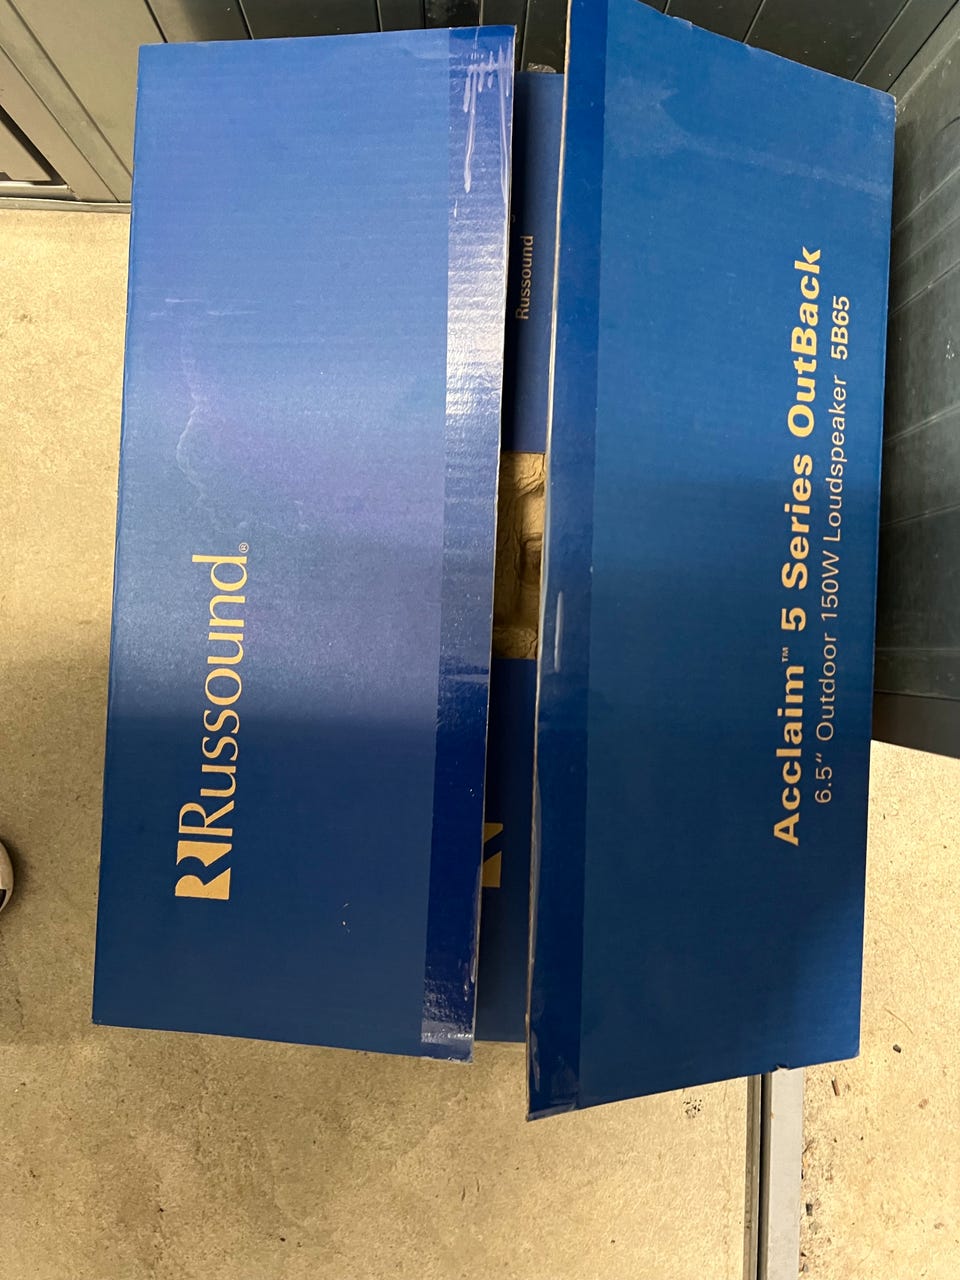 Russound®
Russound
Acclaim™ 5 Series OutBack
6.5" Outdoor 150W Loudspeaker 5B65